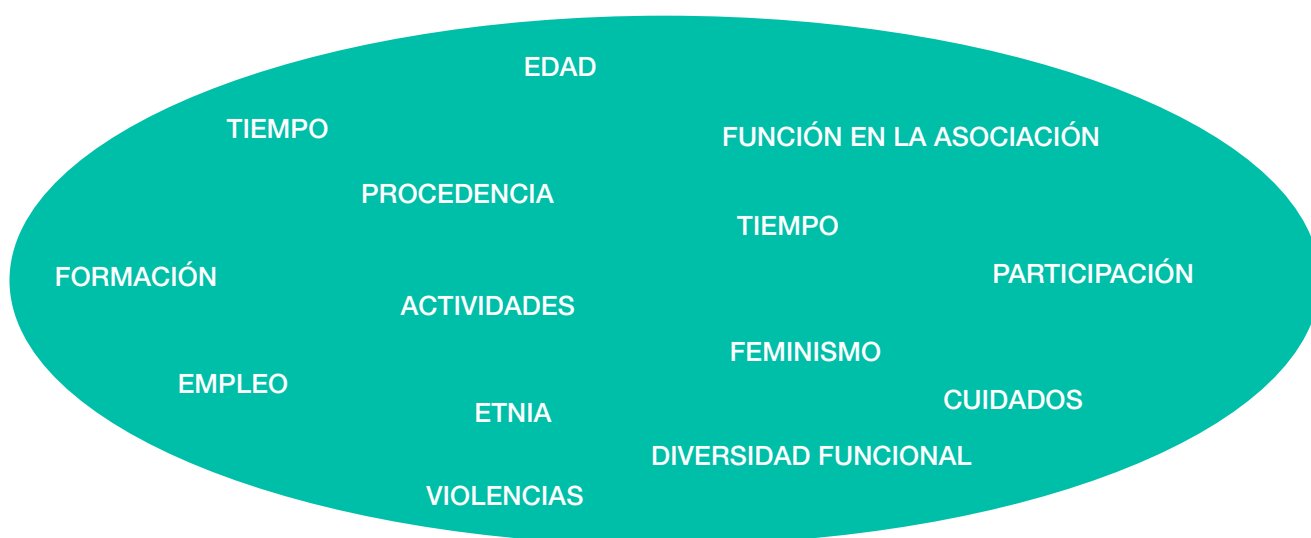 EDAD
TIEMPO
FUNCIÓN EN LA ASOCIACIÓN
PROCEDENCIA
TIEMPO
PARTICIPACIÓN
FORMACIÓN
ACTIVIDADES
FEMINISMO
EMPLEO
CUIDADOS
ETNIA
DIVERSIDAD FUNCIONAL
VIOLENCIAS